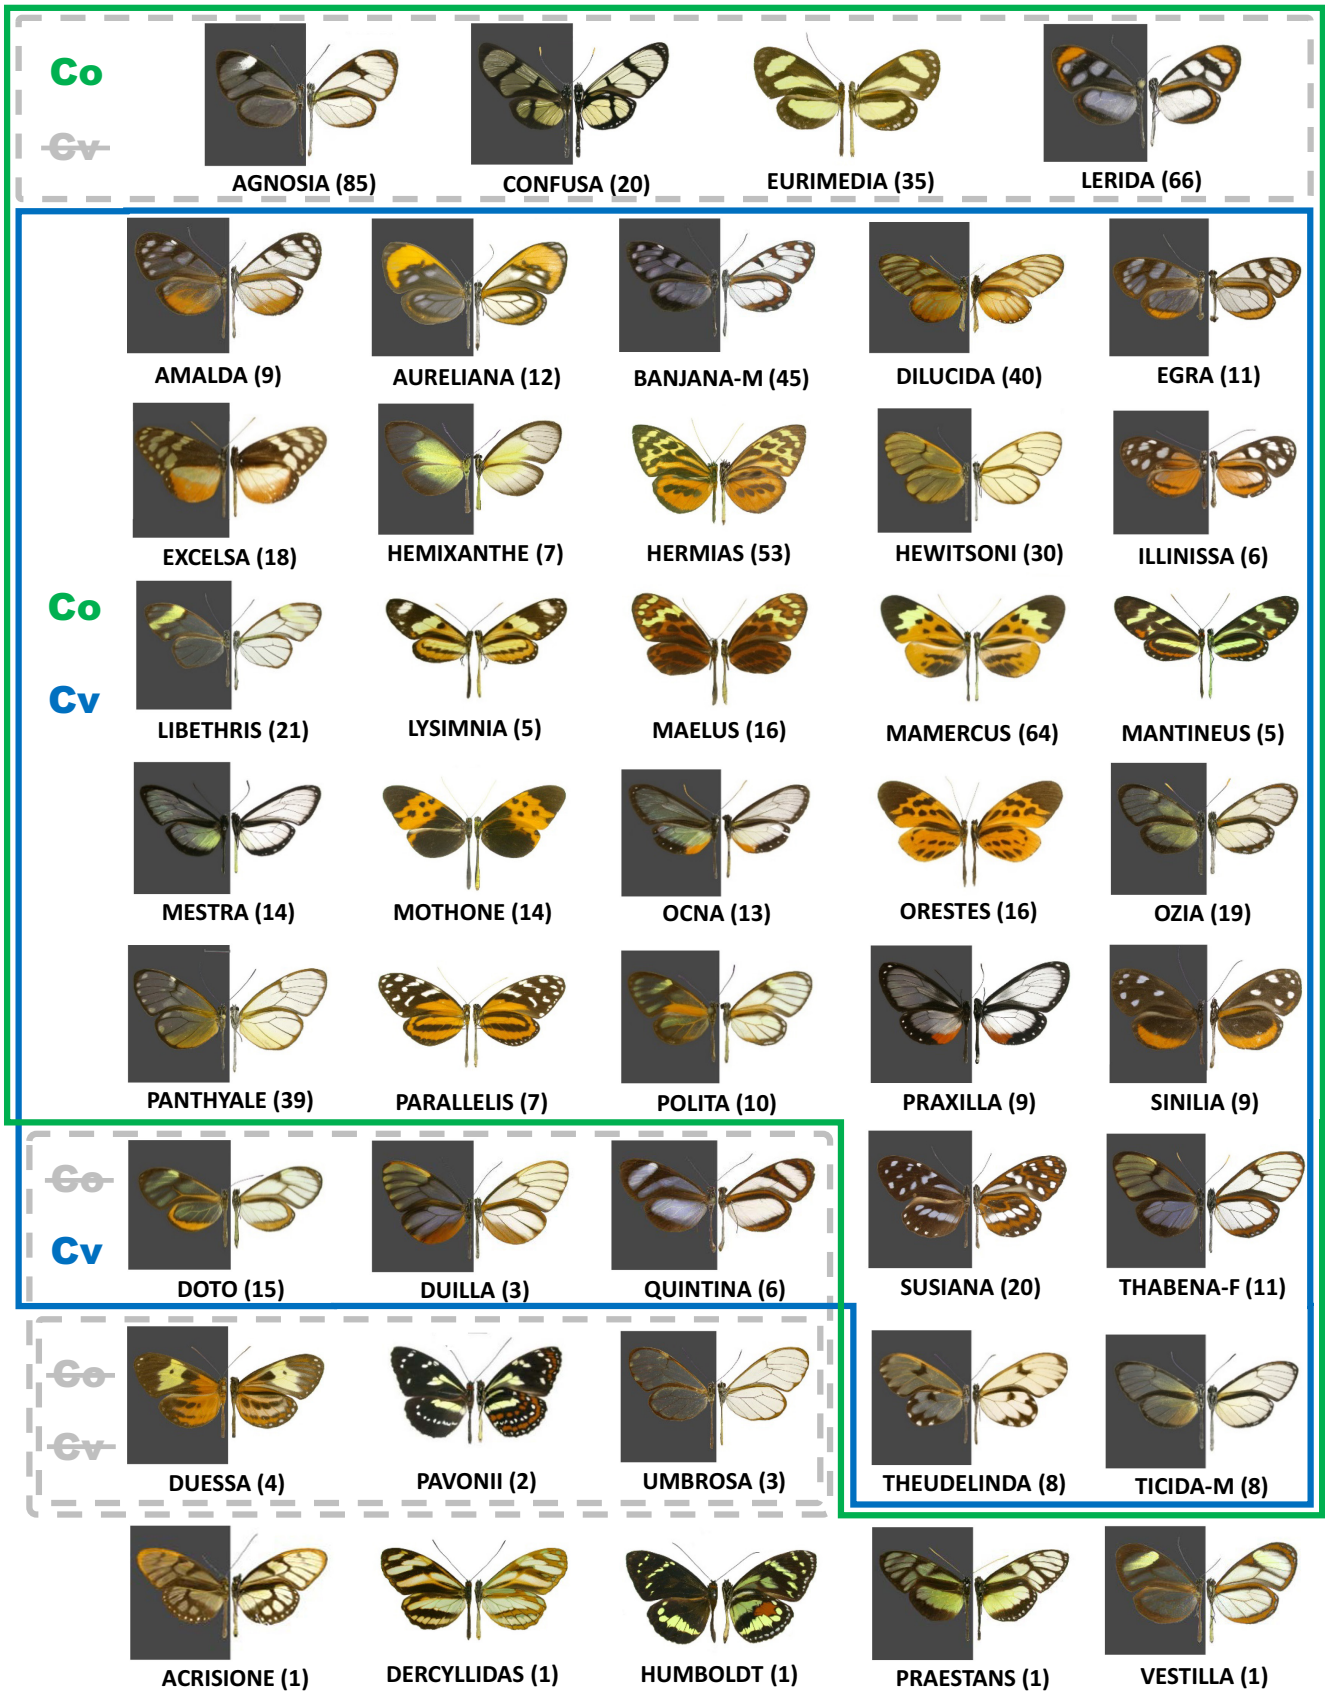 Co
Cv
AGNOSIA (85) CONFUSA (20) EURIMEDIA (35) LERIDA (66)
AMALDA (9) AURELIANA (12) BANJANA-M (45) DILUCIDA (40) EGRA (11)
EXCELSA (18) HEMIXANTHE (7) HERMIAS (53) HEWITSONI (30) ILLINISSA (6)
Co
Cv
LIBETHRIS (21) LYSIMNIA (5) MAELUS (16) MAMERCUS (64) MANTINEUS (5)
MESTRA (14) MOTHONE (14) OCNA (13) ORESTES (16) OZIA (19)
PANTHYALE (39) PARALLELIS (7) POLITA (10) PRAXILLA (9) SINILIA (9)
Co
Cv
DOTO (15) DUILLA (3) QUINTINA (6) SUSIANA (20) THABENA-F (11)
Co
Cv
DUESSA (4) PAVONII (2) UMBROSA (3) THEUDELINDA (8) TICIDA-M (8)
ACRISIONE (1) DERCYLLIDAS (1) HUMBOLDT (1) PRAESTANS (1) VESTILLA (1)